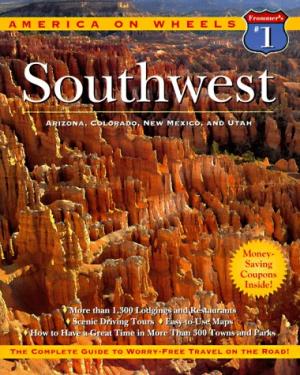 AMERICA ON WHEELS
Frommer's
#1
Southwest
ARIZONA, COLORADO, NEW MEXICO, AND UTAH
Money-
Saving
Coupons
Inside!
More than 1,300 Lodgings and Restaurants
Scenic Driving Tours Easy-to-Use Maps
How to Have a Great Time in More Than 300 Towns and Parks
THE COMPLETE GUIDE TO WORRY-FREE TRAVEL ON THE ROAD!